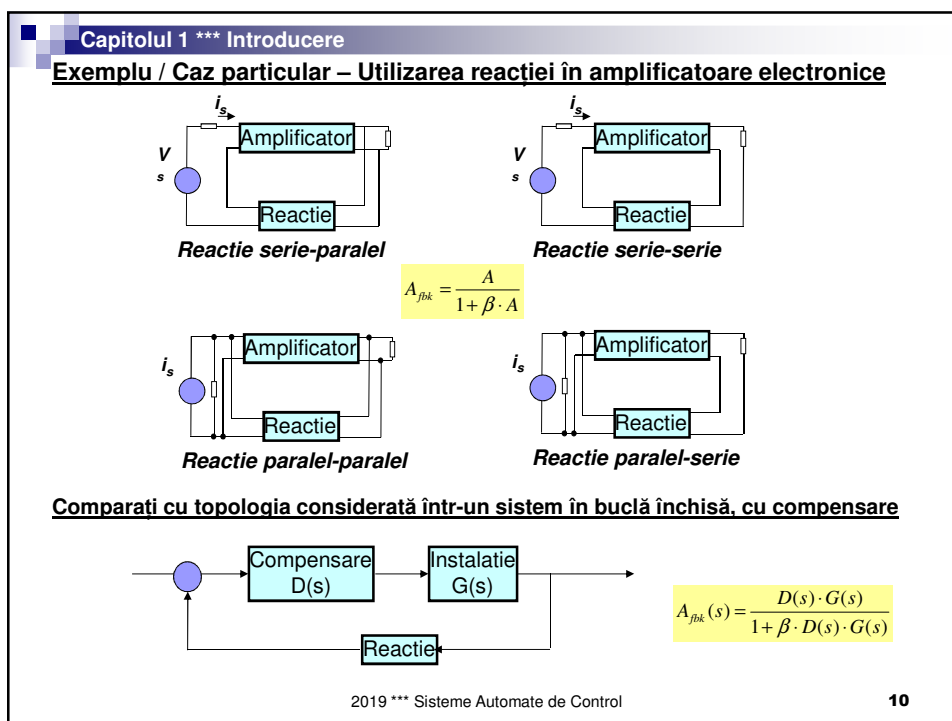 Capitolul 1 *** Introducere
Exemplu / Caz particular – Utilizarea reacției în amplificatoare electronice
i_s
Amplificator
V
s
Reactie
Reactie serie-paralel
i_s
Amplificator
V
s
Reactie
Reactie serie-serie
A_fbk = A / (1 + β · A)
Amplificator
i_s
Reactie
Reactie paralel-paralel
Amplificator
i_s
Reactie
Reactie paralel-serie
Comparați cu topologia considerată într-un sistem în buclă închisă, cu compensare
Compensare
D(s)
Instalatie
G(s)
Reactie
A_fbk(s) = D(s) · G(s) / (1 + β · D(s) · G(s))
2019 *** Sisteme Automate de Control
10